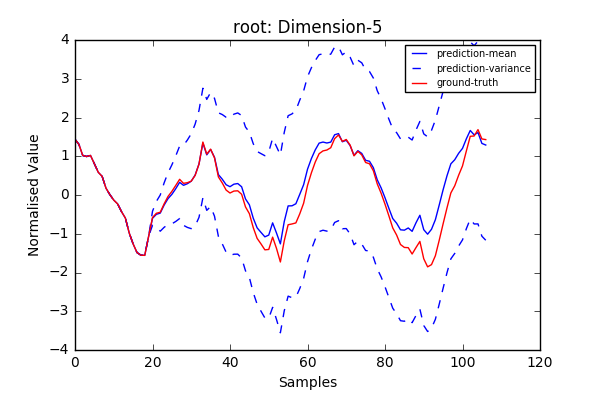 root: Dimension-5
4
3
2
1
0
−1
−2
−3
−4
Normalised Value
prediction-mean
prediction-variance
ground-truth
0
20
40
60
80
100
120
Samples